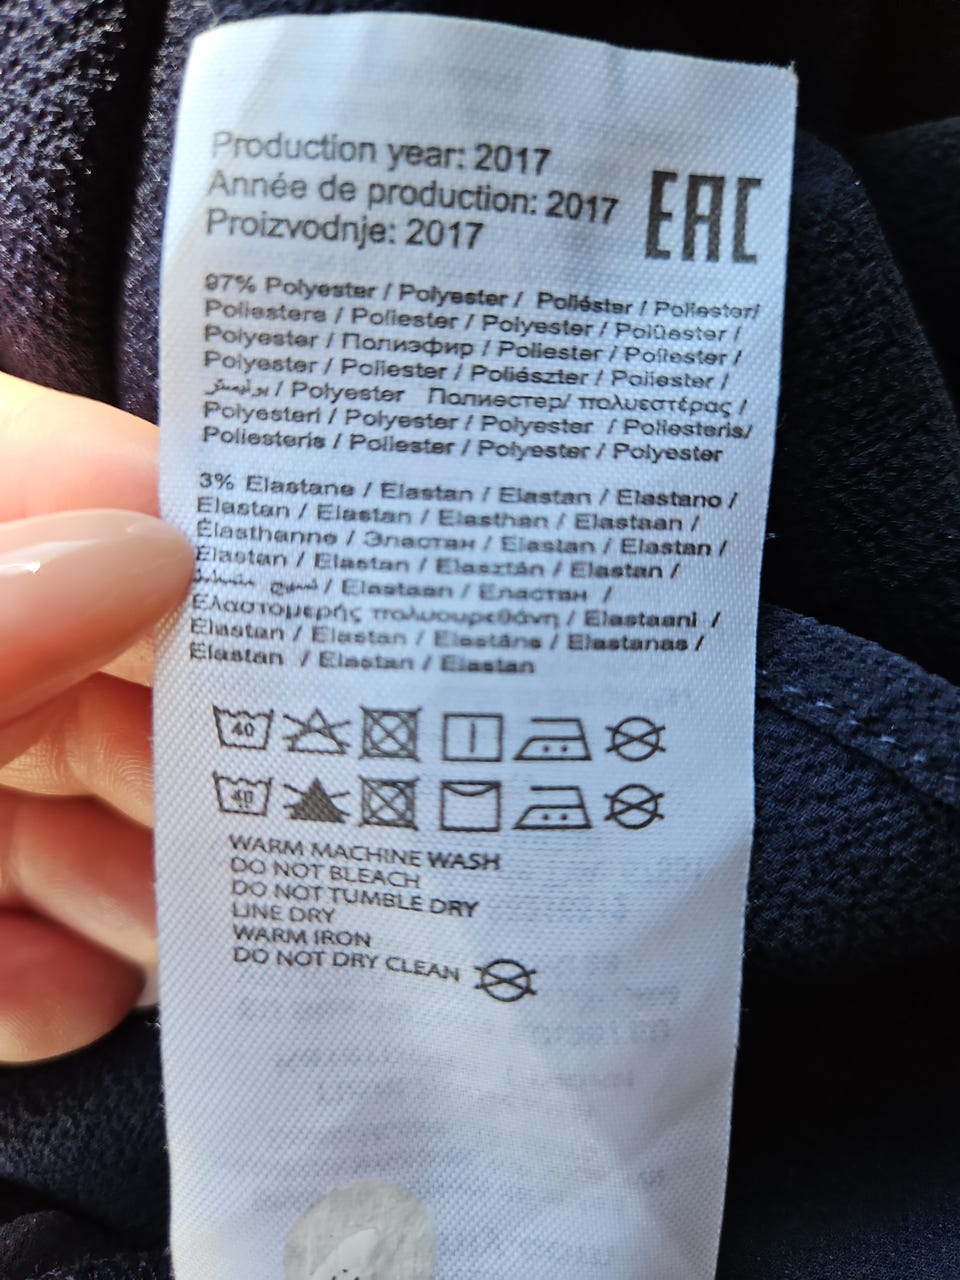 Production year: 2017
Année de production: 2017
Proizvodnje: 2017
EAC
97% Polyester / Polyester / Poliéster / Poliester/
Poliestere / Poliester / Polyester / Polüester /
Polyester / Полиэфир / Poliester / Poliester /
Polyester / Poliester / Poliészter / Poliester /
بوليستر / Polyester Полиестер/ πολυεστέρας /
Polyesteri / Polyester / Polyester / Poliesteris/
Poliesteris / Poliester / Polyester / Polyester
3% Elastane / Elastan / Elastan / Elastano /
Elastan / Elastan / Elasthan / Elastaan /
Élasthanne / Эластан / Elastan / Elastan /
Elastan / Elastan / Elasztán / Elastan /
/ Elastaan / Еластан /
Ελαστομερής πολυουρεθάνη / Elastaani /
Elastan / Elastan / Elastāns / Elastanas /
Elastan / Elastan / Elastan
40
40
WARM MACHINE WASH
DO NOT BLEACH
DO NOT TUMBLE DRY
LINE DRY
WARM IRON
DO NOT DRY CLEAN